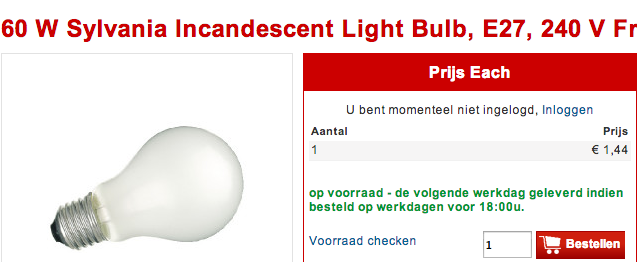 60 W Sylvania Incandescent Light Bulb, E27, 240 V Fr
Prijs Each
U bent momenteel niet ingelogd, Inloggen
Aantal Prijs
1 € 1,44
op voorraad - de volgende werkdag geleverd indien
besteld op werkdagen voor 18:00u.
Voorraad checken 1 Bestellen